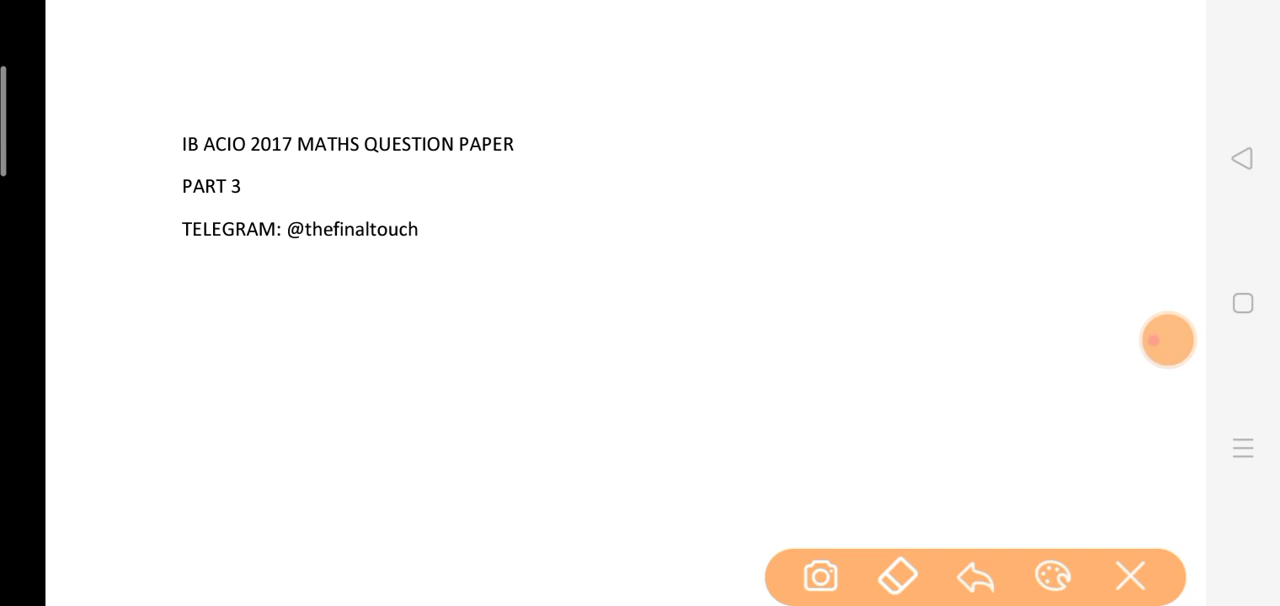 IB ACIO 2017 MATHS QUESTION PAPER
PART 3
TELEGRAM: @thefinaltouch